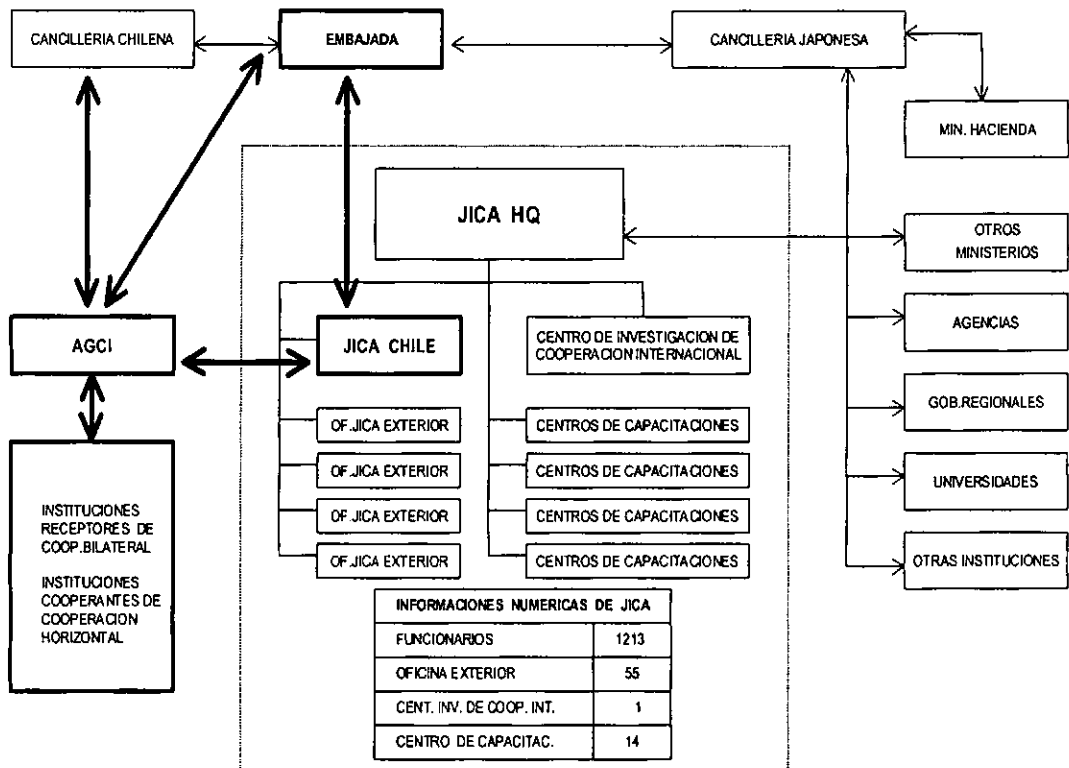 CANCILLERIA CHILENA
EMBAJADA
CANCILLERIA JAPONESA
MIN. HACIENDA
JICA HQ
OTROS
MINISTERIOS
AGCI
JICA CHILE
CENTRO DE INVESTIGACION DE
COOPERACION INTERNACIONAL
AGENCIAS
OF.JICA EXTERIOR
CENTROS DE CAPACITACIONES
GOB.REGIONALES
OF.JICA EXTERIOR
CENTROS DE CAPACITACIONES
UNIVERSIDADES
OF.JICA EXTERIOR
CENTROS DE CAPACITACIONES
OF.JICA EXTERIOR
CENTROS DE CAPACITACIONES
OTRAS INSTITUCIONES
INSTITUCIONES
RECEPTORES DE
COOP.BILATERAL
INSTITUCIONES
COOPERANTES DE
COOPERACION
HORIZONTAL
INFORMACIONES NUMERICAS DE JICA
FUNCIONARIOS 1213
OFICINA EXTERIOR 55
CENT. INV. DE COOP. INT. 1
CENTRO DE CAPACITAC. 14